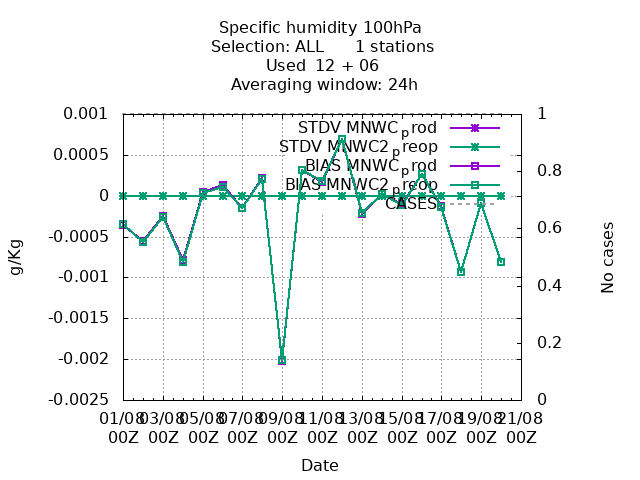 Specific humidity 100hPa
Selection: ALL 1 stations
Used 12 + 06
Averaging window: 24h
0.001
0.0005
0
-0.0005
-0.001
-0.0015
-0.002
-0.0025
g/Kg
1
0.8
0.6
0.4
0.2
0
No cases
STDV MNWCprod
STDV MNWC2preop
BIAS MNWCprod
BIAS MNWC2preop
CASES
01/08 03/08 05/08 07/08 09/08 11/08 13/08 15/08 17/08 19/08 21/08
00Z 00Z 00Z 00Z 00Z 00Z 00Z 00Z 00Z 00Z 00Z
Date